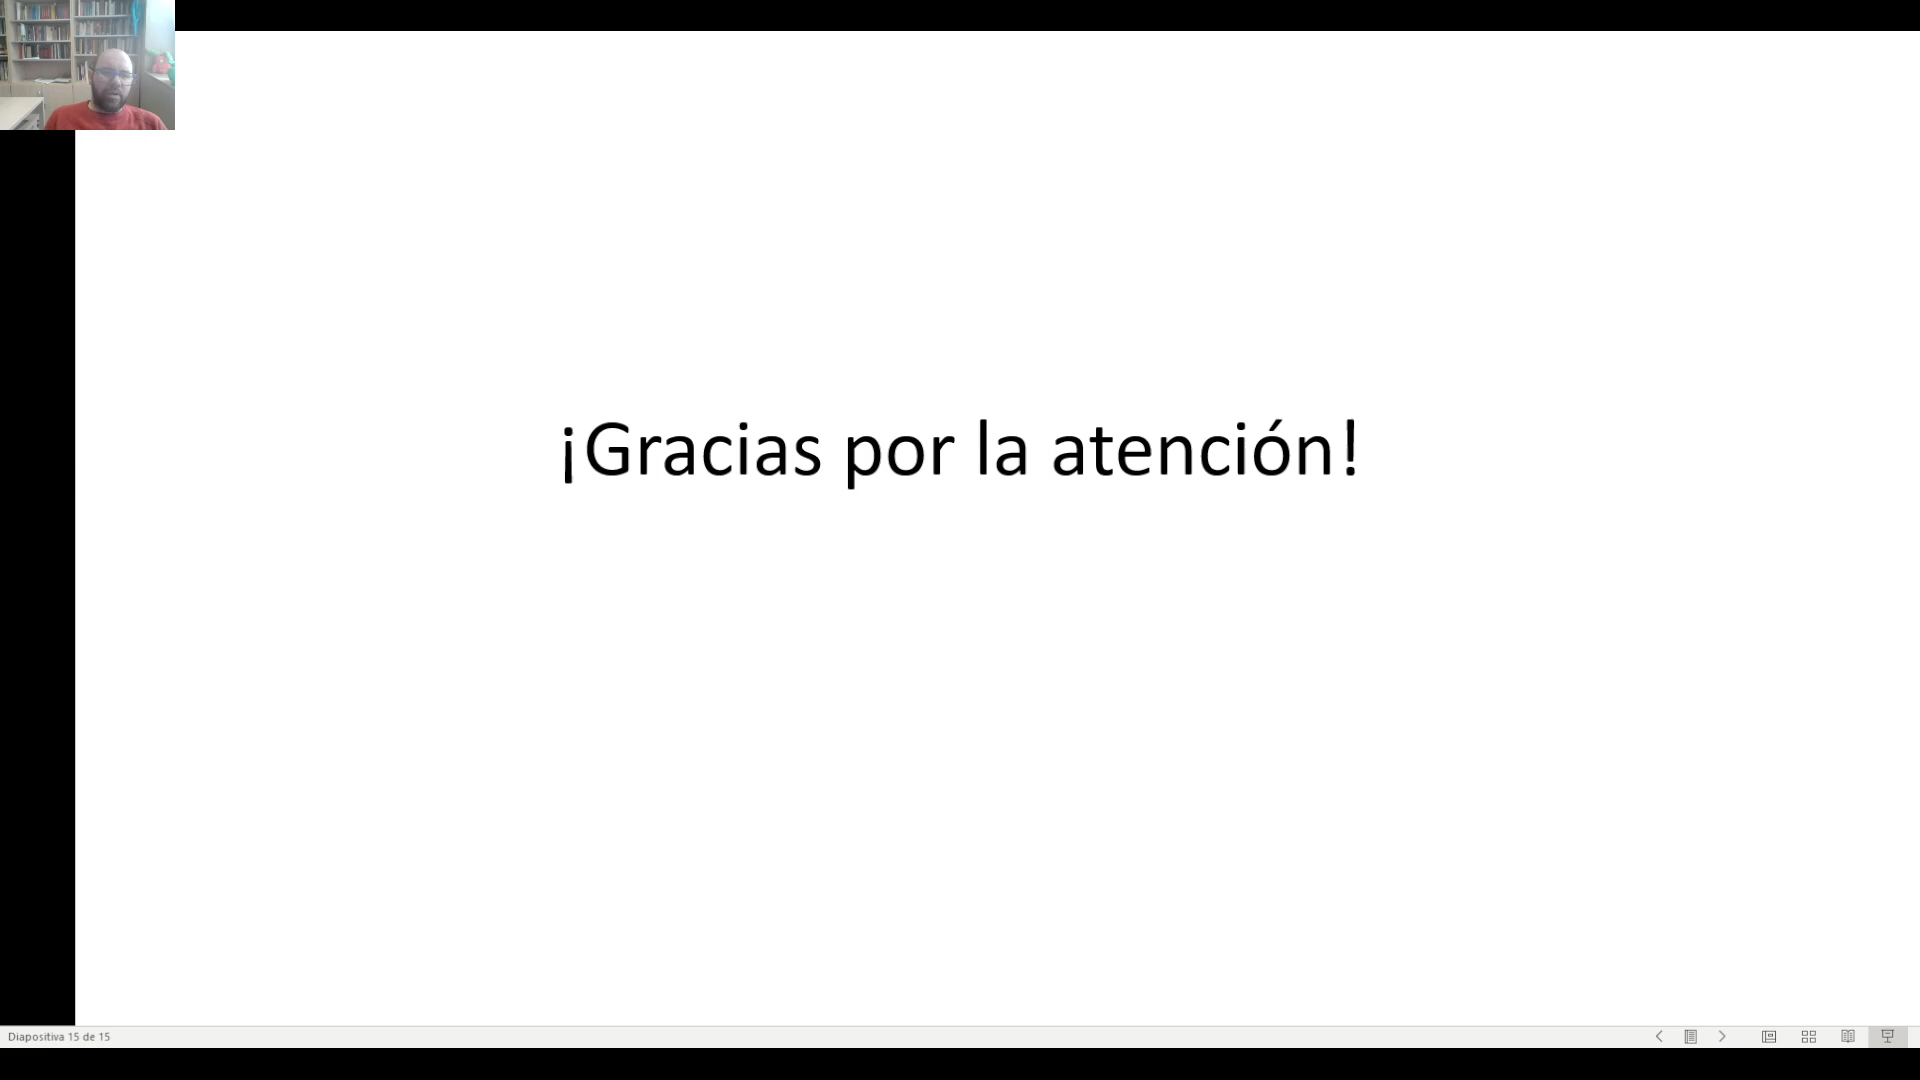 ¡Gracias por la atención!
Diapositiva 15 de 15